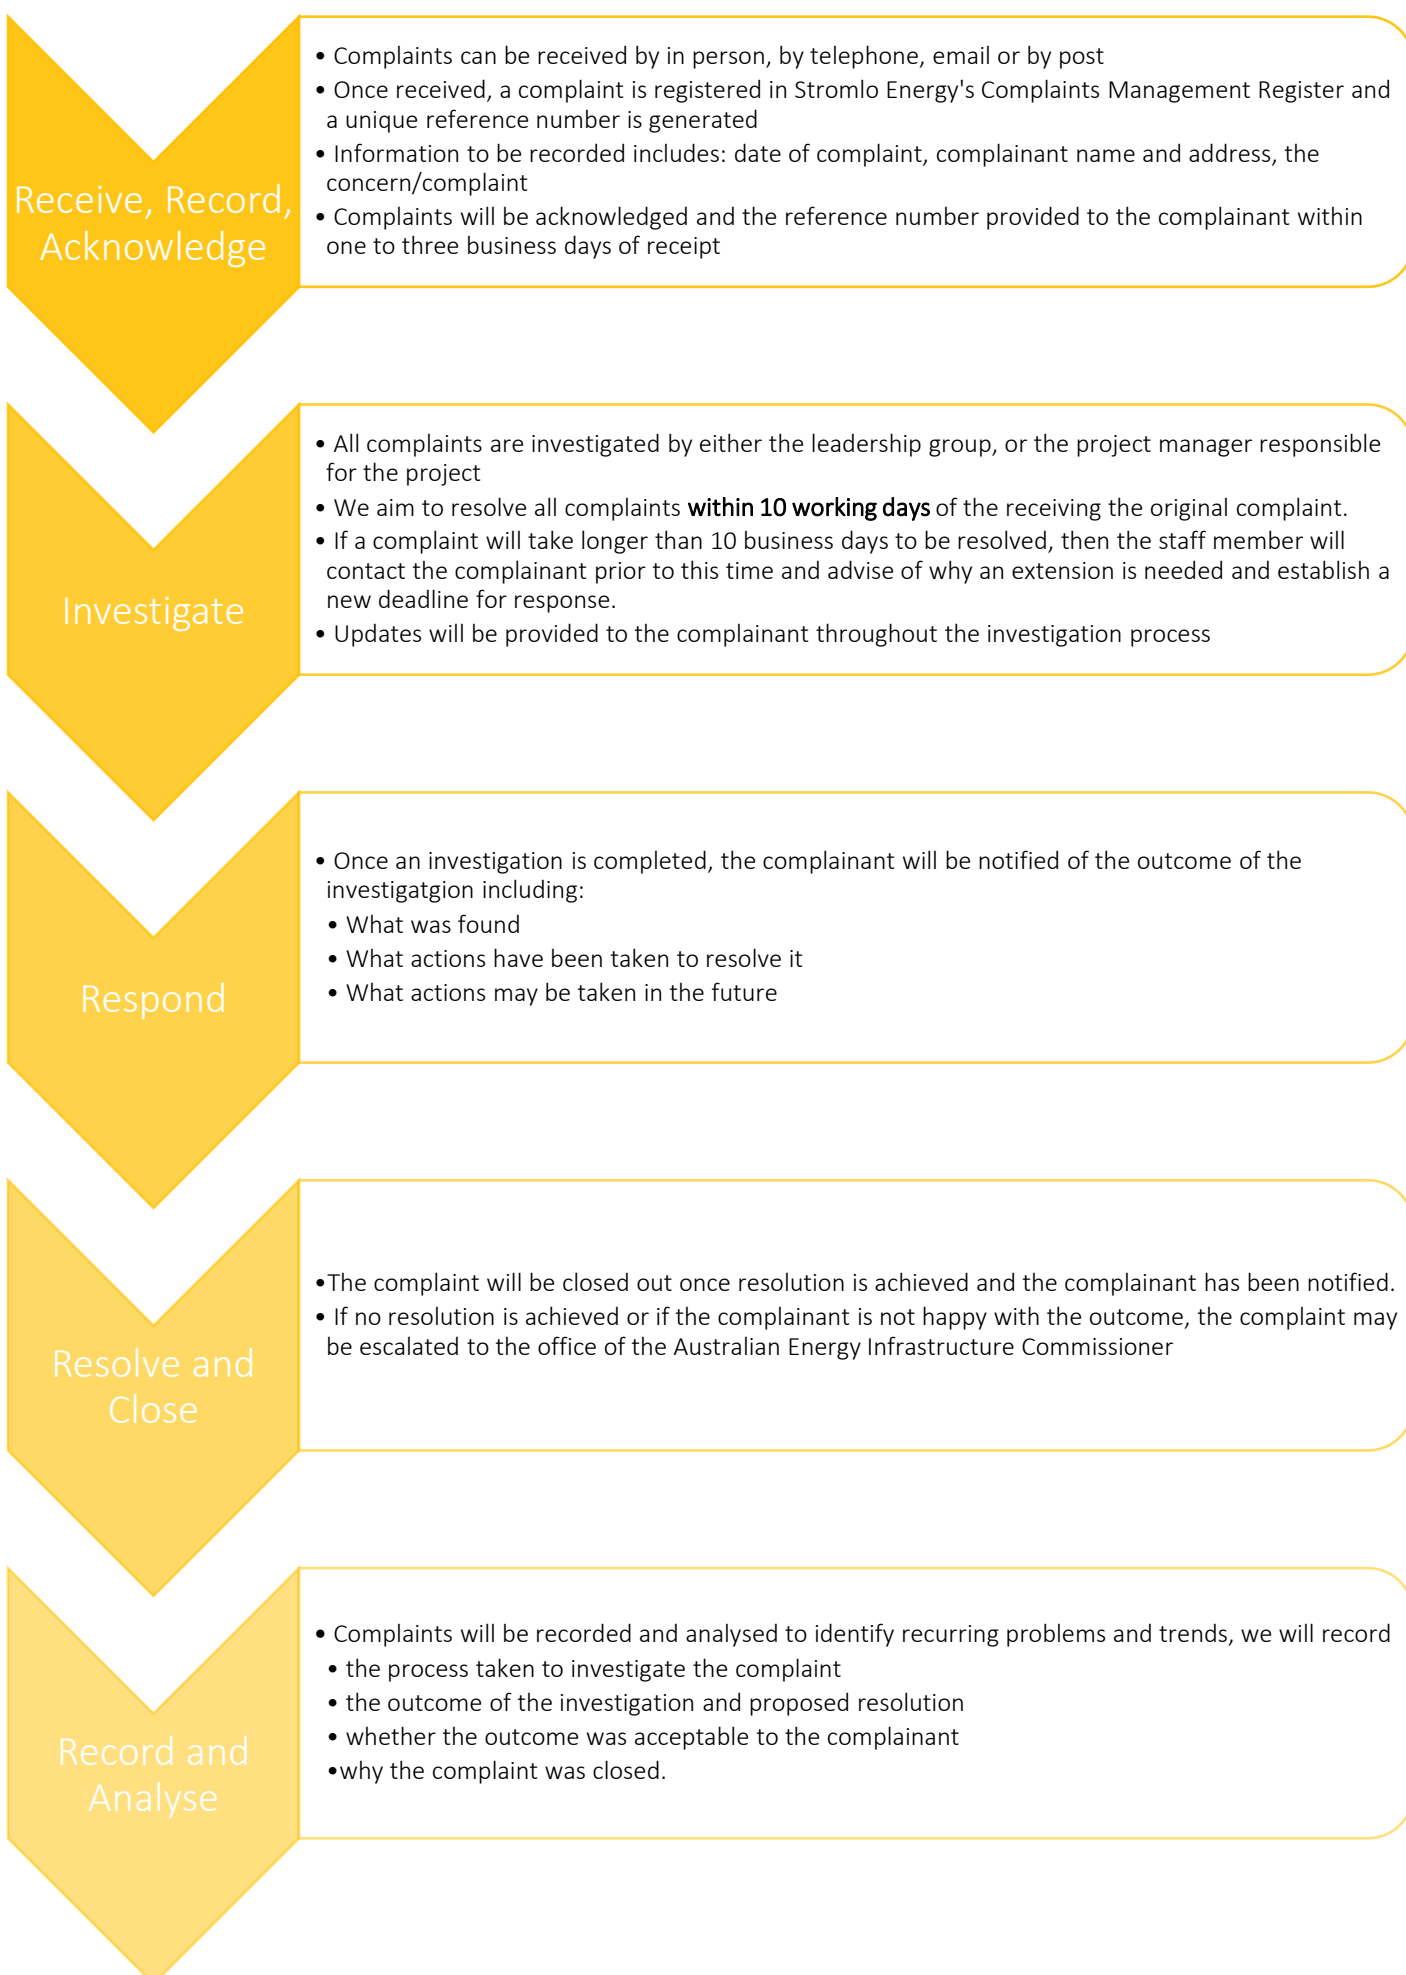 Receive, Record,
Acknowledge
• Complaints can be received by in person, by telephone, email or by post
• Once received, a complaint is registered in Stromlo Energy's Complaints Management Register and
a unique reference number is generated
• Information to be recorded includes: date of complaint, complainant name and address, the
concern/complaint
• Complaints will be acknowledged and the reference number provided to the complainant within
one to three business days of receipt
Investigate
• All complaints are investigated by either the leadership group, or the project manager responsible
for the project
• We aim to resolve all complaints within 10 working days of the receiving the original complaint.
• If a complaint will take longer than 10 business days to be resolved, then the staff member will
contact the complainant prior to this time and advise of why an extension is needed and establish a
new deadline for response.
• Updates will be provided to the complainant throughout the investigation process
Respond
• Once an investigation is completed, the complainant will be notified of the outcome of the
investigatgion including:
• What was found
• What actions have been taken to resolve it
• What actions may be taken in the future
Resolve and
Close
•The complaint will be closed out once resolution is achieved and the complainant has been notified.
• If no resolution is achieved or if the complainant is not happy with the outcome, the complaint may
be escalated to the office of the Australian Energy Infrastructure Commissioner
Record and
Analyse
• Complaints will be recorded and analysed to identify recurring problems and trends, we will record
• the process taken to investigate the complaint
• the outcome of the investigation and proposed resolution
• whether the outcome was acceptable to the complainant
•why the complaint was closed.